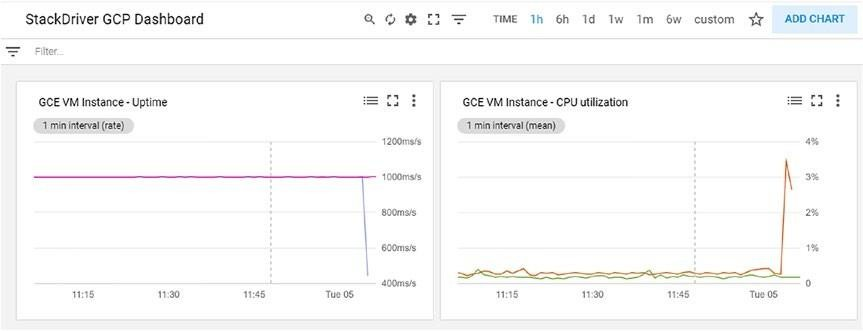 StackDriver GCP Dashboard TIME 1h 6h 1d 1w 1m 6w custom ADD CHART
Filter...
GCE VM Instance - Uptime
1 min interval (rate)
1200ms/s
1000ms/s
800ms/s
600ms/s
400ms/s
11:15 11:30 11:45 Tue 05
GCE VM Instance - CPU utilization
1 min interval (mean)
4%
3%
2%
1%
0
11:15 11:30 11:45 Tue 05